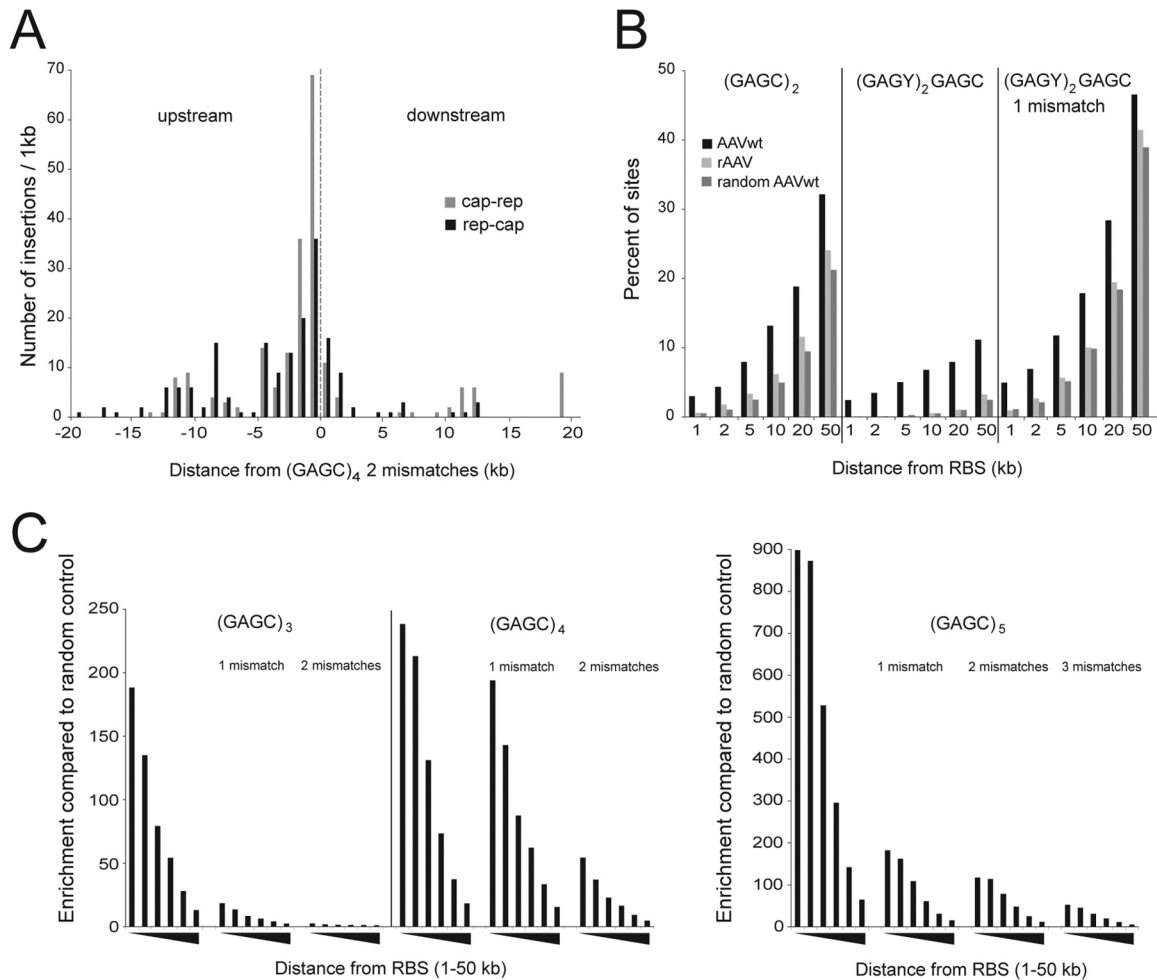 A
Number of insertions / 1kb
70
60
50
40
30
20
10
0
upstream
downstream
cap-rep
rep-cap
-20 -15 -10 -5 0 5 10 15 20
Distance from (GAGC)4 2 mismatches (kb)
B
Percent of sites
50
40
30
20
10
0
(GAGC)2 (GAGY)2GAGC (GAGY)2GAGC
1 mismatch
AAVwt
rAAV
random AAVwt
1 2 5 10 20 50 1 2 5 10 20 50 1 2 5 10 20 50
Distance from RBS (kb)
C
Enrichment compared to random control
250
200
150
100
50
0
(GAGC)3 (GAGC)4
1 mismatch 2 mismatches 1 mismatch 2 mismatches
Distance from RBS (1-50 kb)
Enrichment compared to random control
900
800
700
600
500
400
300
200
100
0
(GAGC)5
1 mismatch 2 mismatches 3 mismatches
Distance from RBS (1-50 kb)